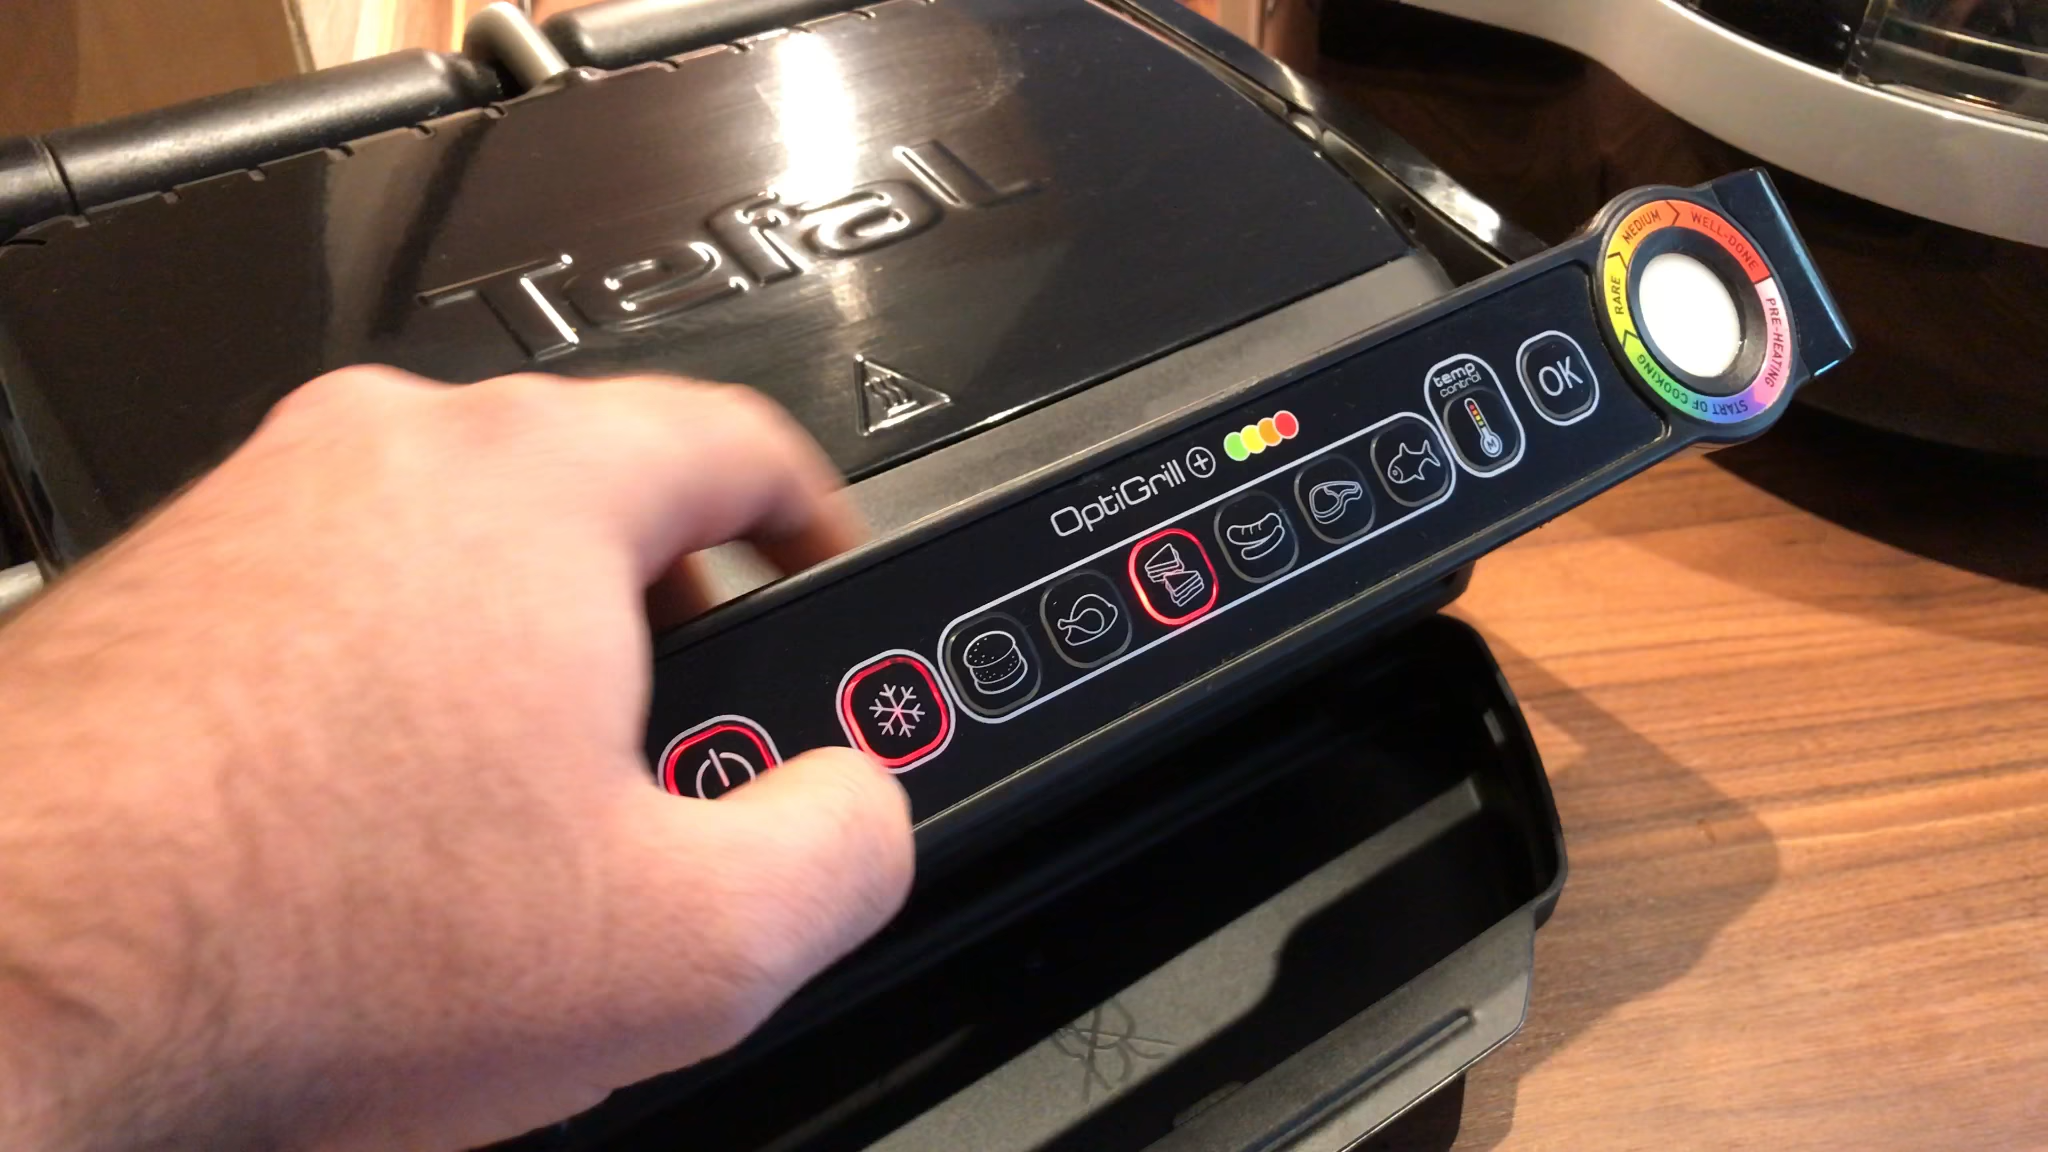 Tefal
OptiGrill +
temp
control
M
OK
RARE
MEDIUM
WELL-DONE
PRE-HEATING
START OF COOKING